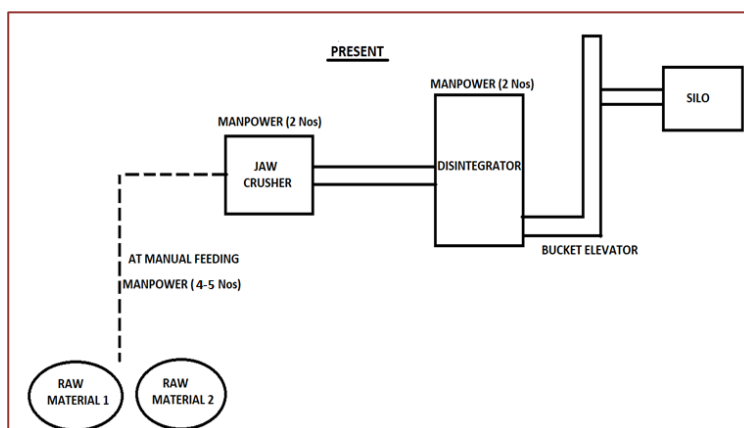 PRESENT
MANPOWER (2 Nos)
MANPOWER (2 Nos)
SILO
JAW
CRUSHER
DISINTEGRATOR
BUCKET ELEVATOR
AT MANUAL FEEDING
MANPOWER (4-5 Nos)
RAW
MATERIAL 1
RAW
MATERIAL 2